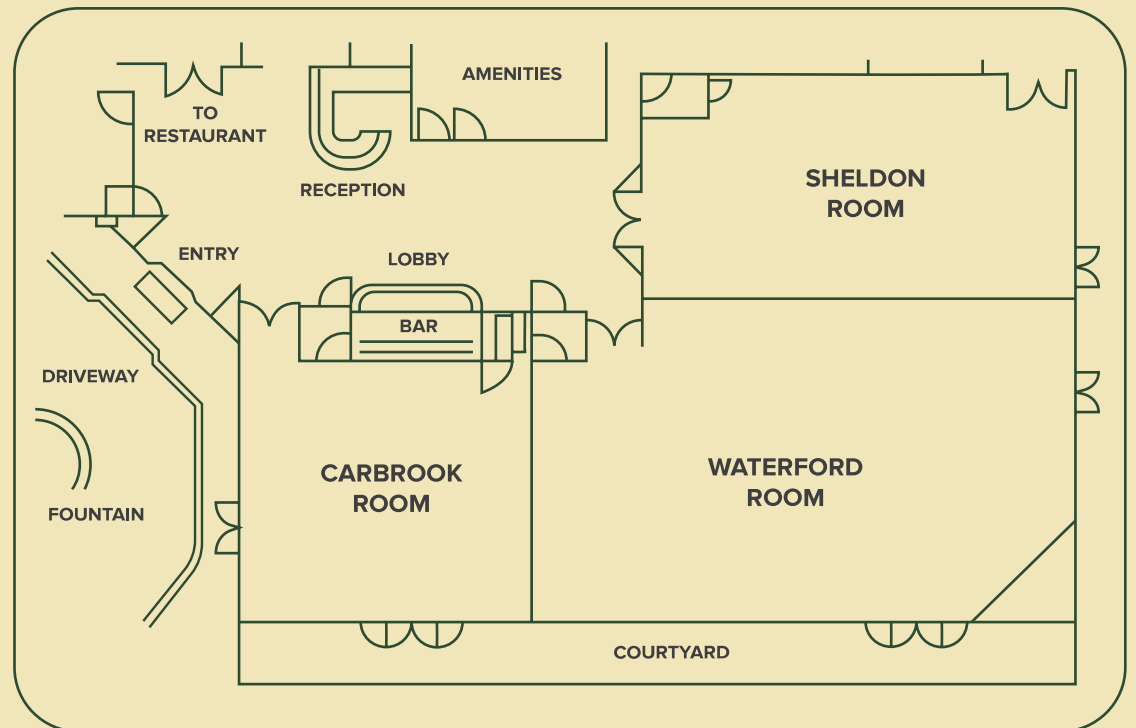 AMENITIES
TO
RESTAURANT
RECEPTION
SHELDON
ROOM
ENTRY
LOBBY
BAR
DRIVEWAY
CARBROOK
ROOM
WATERFORD
ROOM
FOUNTAIN
COURTYARD